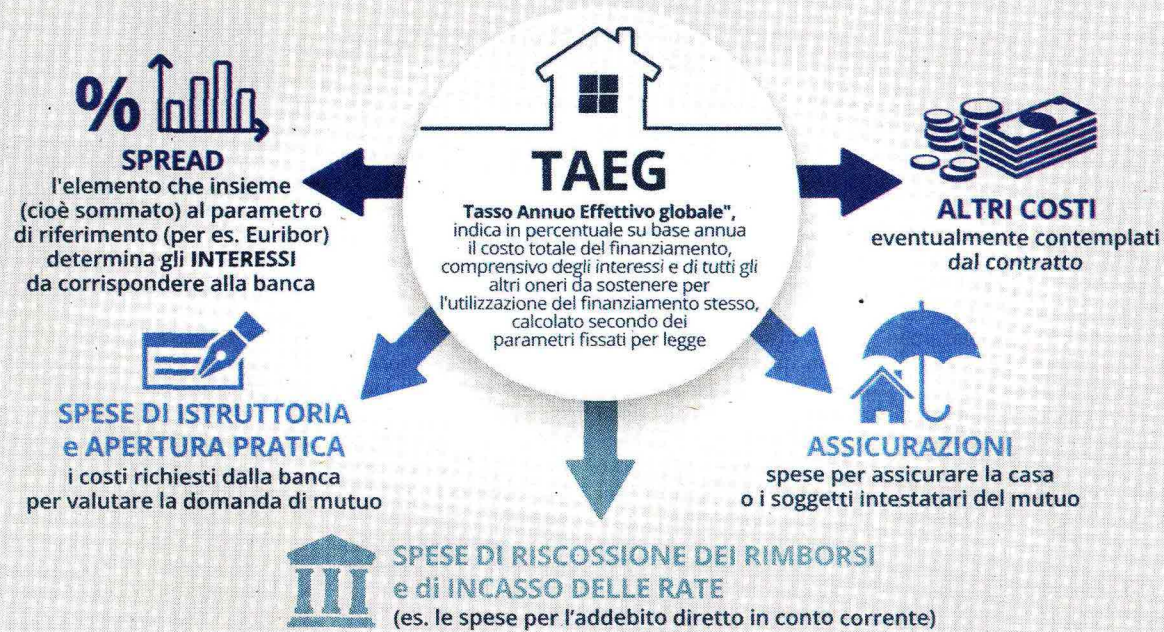 %
SPREAD
l'elemento che insieme
(cioè sommato) al parametro
di riferimento (per es. Euribor)
determina gli INTERESSI
da corrispondere alla banca
TAEG
Tasso Annuo Effettivo globale",
indica in percentuale su base annua
il costo totale del finanziamento,
comprensivo degli interessi e di tutti gli
altri oneri da sostenere per
l'utilizzazione del finanziamento stesso,
calcolato secondo dei
parametri fissati per legge
ALTRI COSTI
eventualmente contemplati
dal contratto
SPESE DI ISTRUTTORIA
e APERTURA PRATICA
i costi richiesti dalla banca
per valutare la domanda di mutuo
ASSICURAZIONI
spese per assicurare la casa
o i soggetti intestatari del mutuo
SPESE DI RISCOSSIONE DEI RIMBORSI
e di INCASSO DELLE RATE
(es. le spese per l'addebito diretto in conto corrente)